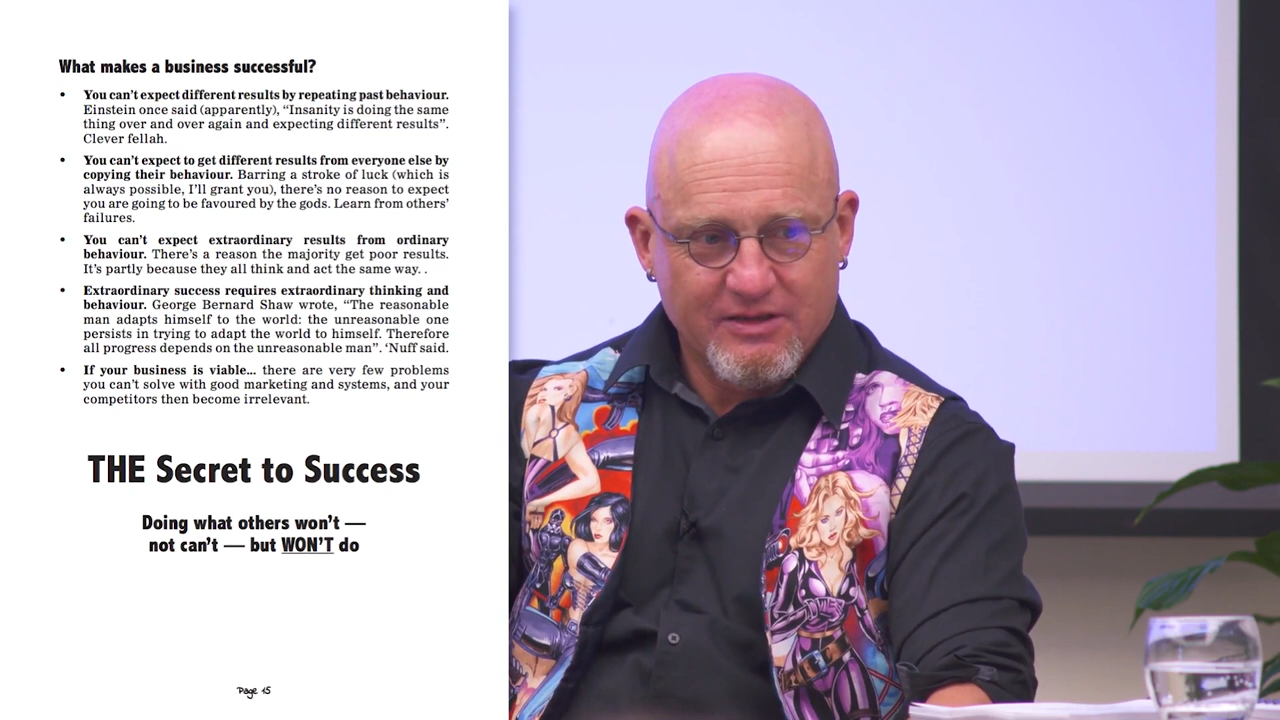 What makes a business successful?
• You can't expect different results by repeating past behaviour.
Einstein once said (apparently), “Insanity is doing the same
thing over and over again and expecting different results”.
Clever fellah.
• You can't expect to get different results from everyone else by
copying their behaviour. Barring a stroke of luck (which is
always possible, I'll grant you), there's no reason to expect
you are going to be favoured by the gods. Learn from others'
failures.
• You can't expect extraordinary results from ordinary
behaviour. There's a reason the majority get poor results.
It's partly because they all think and act the same way. .
• Extraordinary success requires extraordinary thinking and
behaviour. George Bernard Shaw wrote, “The reasonable
man adapts himself to the world: the unreasonable one
persists in trying to adapt the world to himself. Therefore
all progress depends on the unreasonable man”. ‘Nuff said.
• If your business is viable... there are very few problems
you can't solve with good marketing and systems, and your
competitors then become irrelevant.
THE Secret to Success
Doing what others won't —
not can't — but WON'T do
Page 15